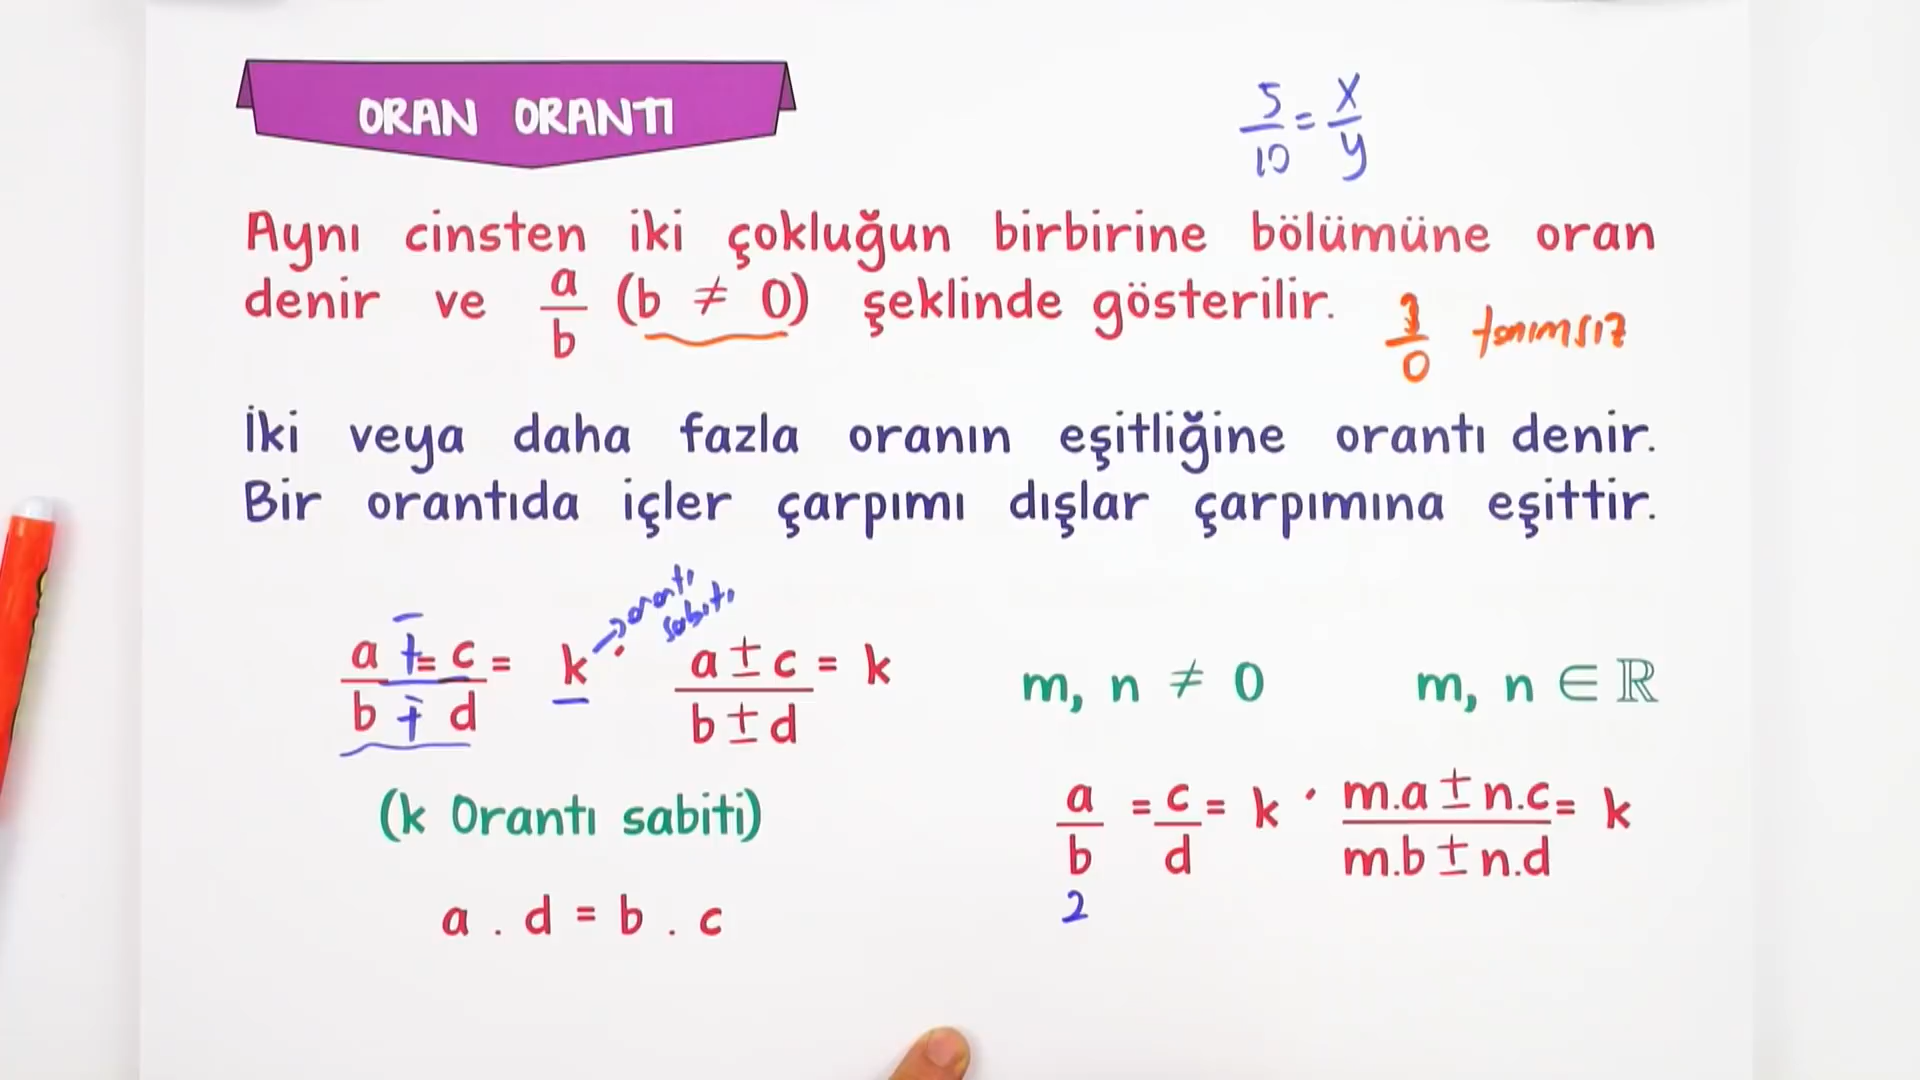 ORAN ORANTI
5/10 = x/y
Aynı cinsten iki çokluğun birbirine bölümüne oran
denir ve a/b (b ≠ 0) şeklinde gösterilir.
3/0 tanımsız
İki veya daha fazla oranın eşitliğine orantı denir.
Bir orantıda içler çarpımı dışlar çarpımına eşittir.
orantı
sabiti
a/b = c/d = k · (a ± c)/(b ± d) = k
m, n ≠ 0 m, n ∈ ℝ
(k Orantı sabiti)
a/b = c/d = k · (m.a ± n.c)/(m.b ± n.d) = k
2
a . d = b . c